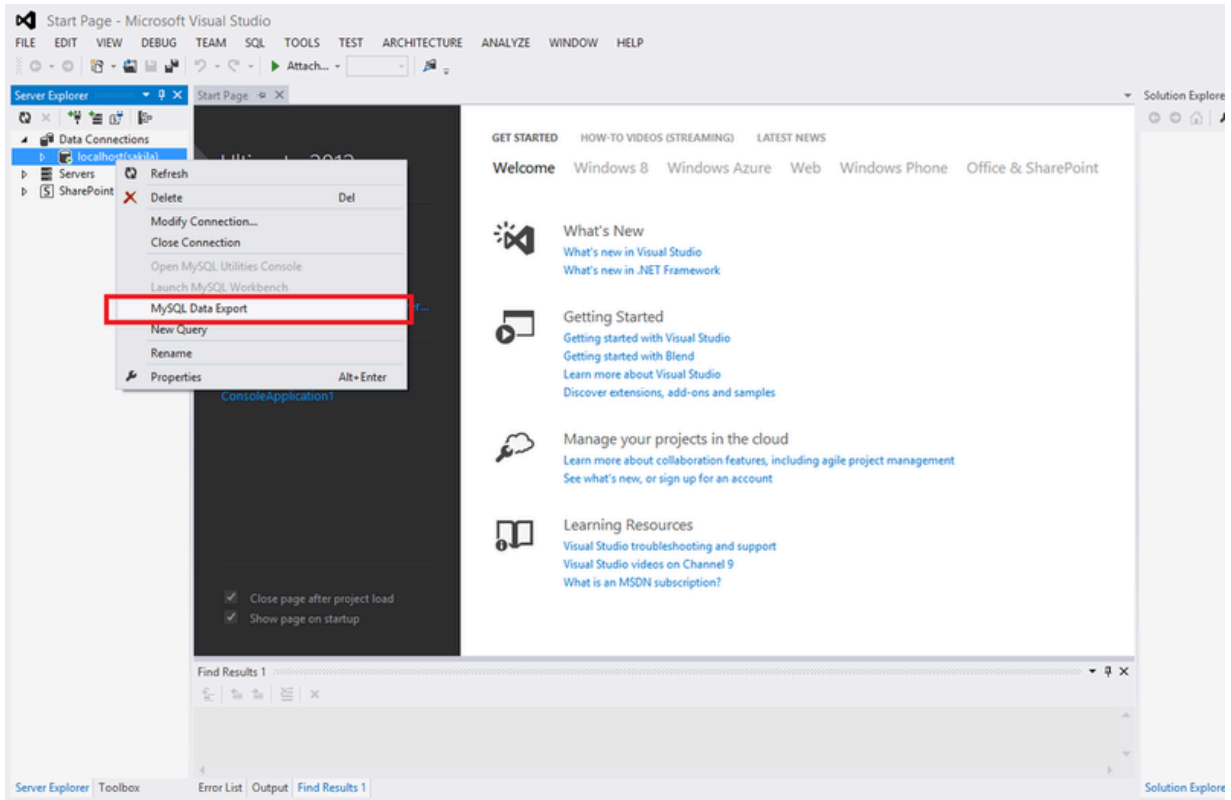 Start Page - Microsoft Visual Studio
FILE EDIT VIEW DEBUG TEAM SQL TOOLS TEST ARCHITECTURE ANALYZE WINDOW HELP
Attach...
Server Explorer
Start Page
Solution Explore
Data Connections
localhost(sakila)
Servers
SharePoint
Refresh
Delete Del
Modify Connection...
Close Connection
Open MySQL Utilities Console
Launch MySQL Workbench
MySQL Data Export
New Query
Rename
Properties Alt+Enter
ConsoleApplication1
Close page after project load
Show page on startup
GET STARTED HOW-TO VIDEOS (STREAMING) LATEST NEWS
Welcome Windows 8 Windows Azure Web Windows Phone Office & SharePoint
What's New
What's new in Visual Studio
What's new in .NET Framework
Getting Started
Getting started with Visual Studio
Getting started with Blend
Learn more about Visual Studio
Discover extensions, add-ons and samples
Manage your projects in the cloud
Learn more about collaboration features, including agile project management
See what's new, or sign up for an account
Learning Resources
Visual Studio troubleshooting and support
Visual Studio videos on Channel 9
What is an MSDN subscription?
Find Results 1
Server Explorer Toolbox
Error List Output Find Results 1
Solution Explore